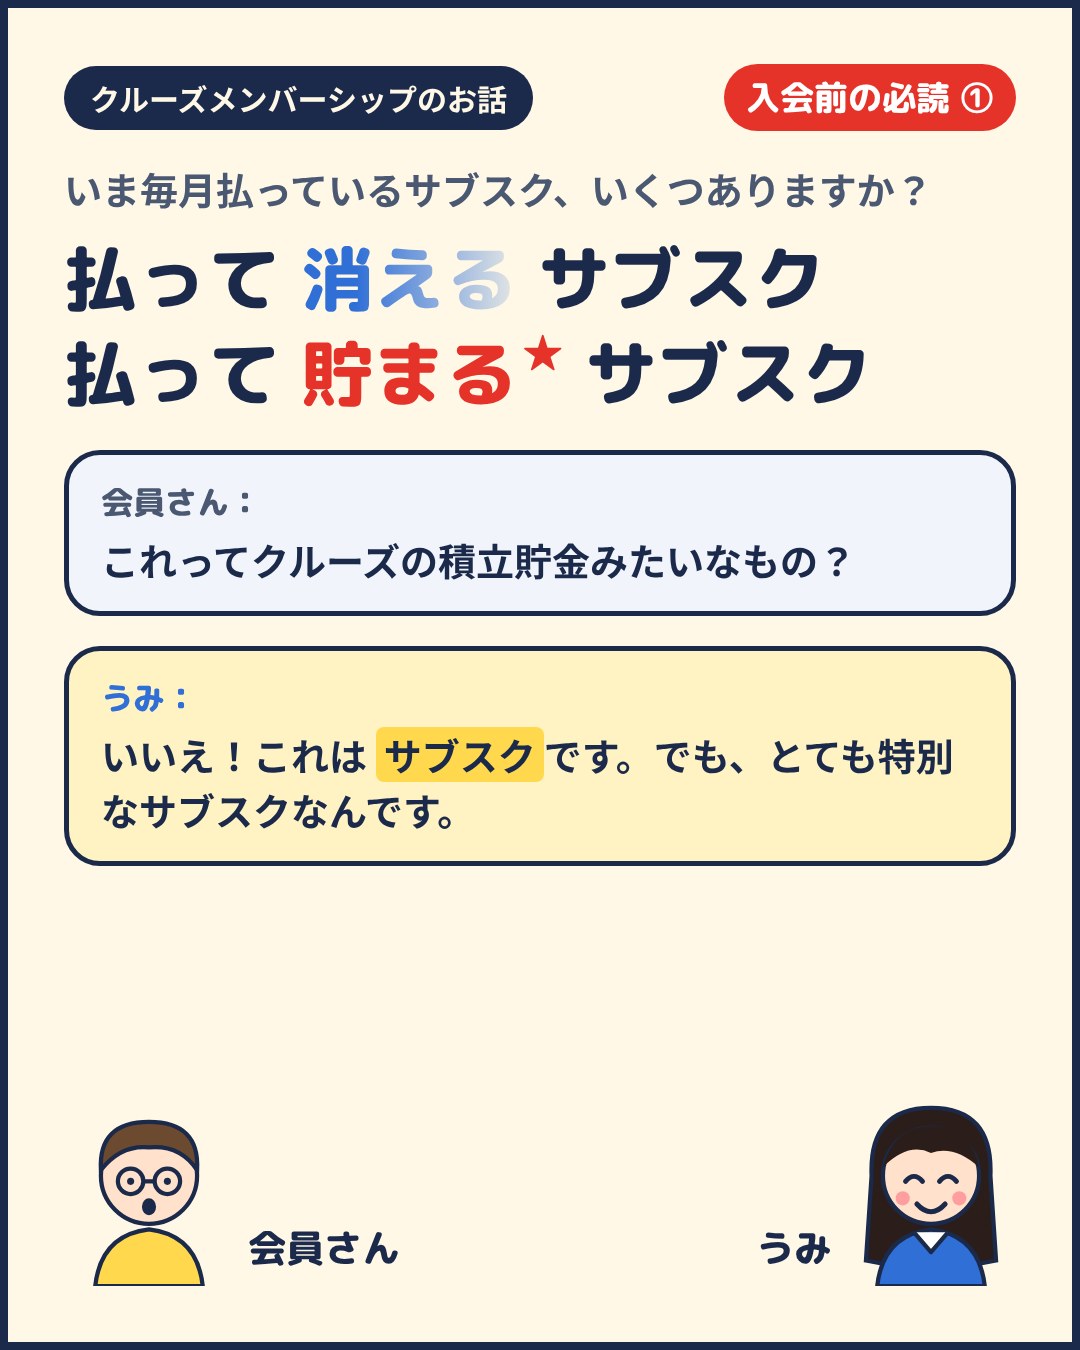 クルーズメンバーシップのお話
入会前の必読 ①
いま毎月払っているサブスク、いくつありますか？
払って 消える サブスク
払って 貯まる★ サブスク
会員さん：
これってクルーズの積立貯金みたいなもの？
うみ：
いいえ！これは サブスク です。でも、とても特別
なサブスクなんです。
会員さん
うみ